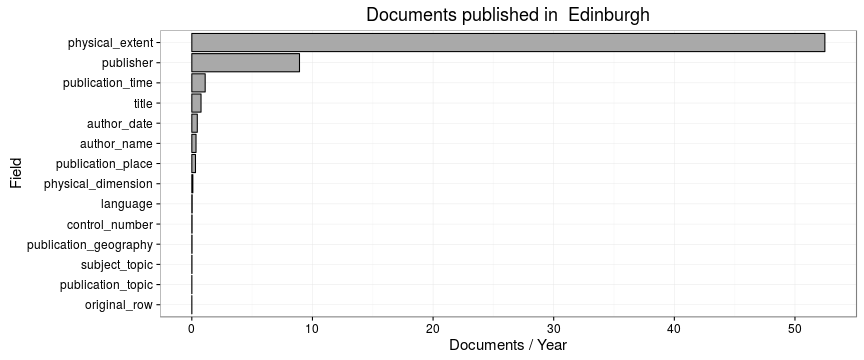 Documents published in  Edinburgh
Field
physical_extent
publisher
publication_time
title
author_date
author_name
publication_place
physical_dimension
language
control_number
publication_geography
subject_topic
publication_topic
original_row
0 10 20 30 40 50
Documents / Year